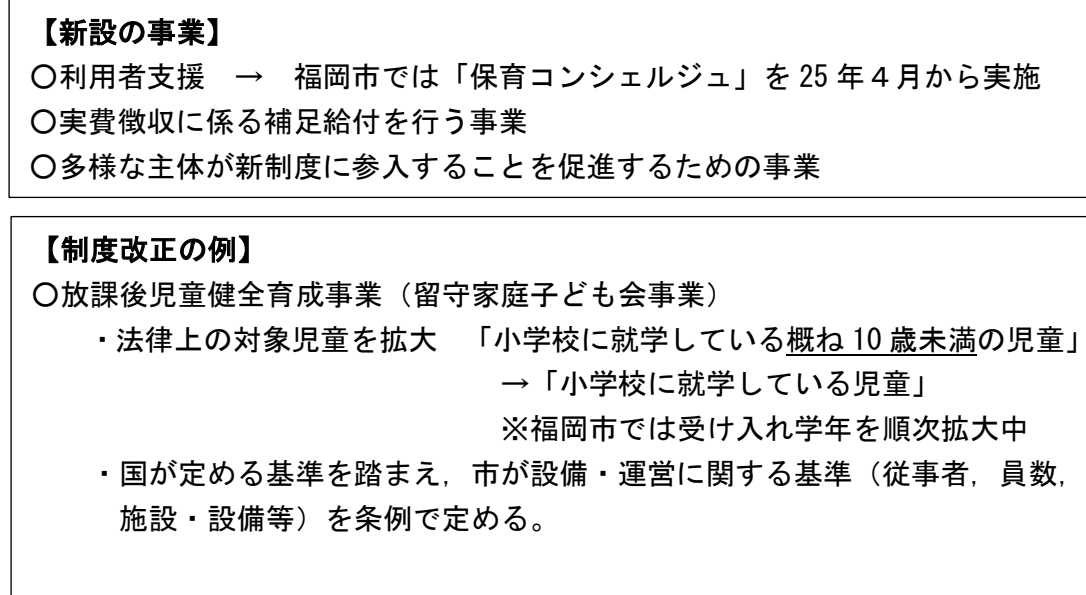 【新設の事業】
○利用者支援　→　福岡市では「保育コンシェルジュ」を 25 年４月から実施
○実費徴収に係る補足給付を行う事業
○多様な主体が新制度に参入することを促進するための事業
【制度改正の例】
○放課後児童健全育成事業（留守家庭子ども会事業）
・法律上の対象児童を拡大　「小学校に就学している概ね 10 歳未満の児童」
→「小学校に就学している児童」
※福岡市では受け入れ学年を順次拡大中
・国が定める基準を踏まえ，市が設備・運営に関する基準（従事者，員数，
施設・設備等）を条例で定める。